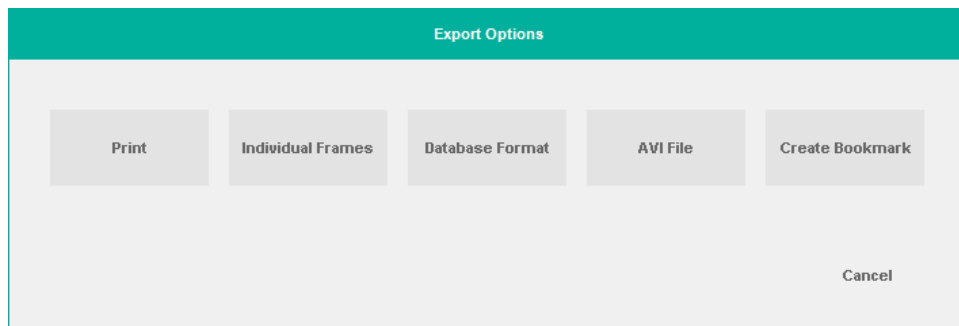 Export Options
Print
Individual Frames
Database Format
AVI File
Create Bookmark
Cancel